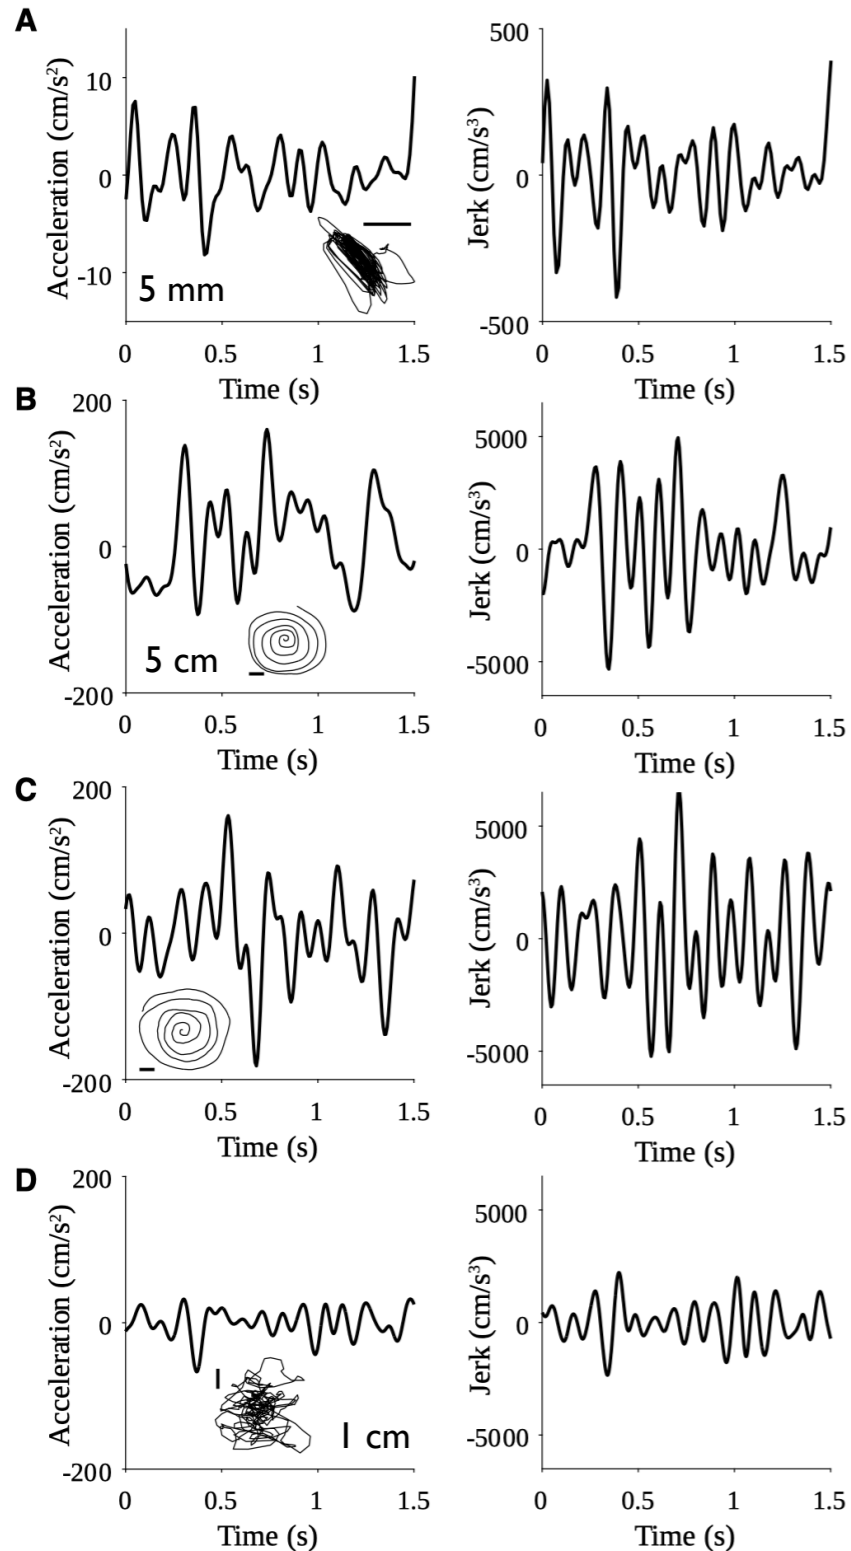 A
Acceleration (cm/s²)
10
0
-10
5 mm
0 0.5 1 1.5
Time (s)
Jerk (cm/s³)
500
0
-500
0 0.5 1 1.5
Time (s)
B
Acceleration (cm/s²)
200
0
-200
5 cm
0 0.5 1 1.5
Time (s)
Jerk (cm/s³)
5000
0
-5000
0 0.5 1 1.5
Time (s)
C
Acceleration (cm/s²)
200
0
-200
0 0.5 1 1.5
Time (s)
Jerk (cm/s³)
5000
0
-5000
0 0.5 1 1.5
Time (s)
D
Acceleration (cm/s²)
200
0
-200
1 cm
0 0.5 1 1.5
Time (s)
Jerk (cm/s³)
5000
0
-5000
0 0.5 1 1.5
Time (s)